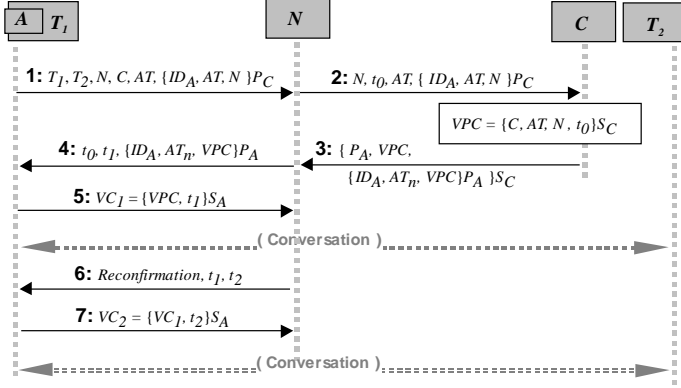 A T1 N C T2
1: T1, T2, N, C, AT, {IDA, AT, N }PC
2: N, t0, AT, { IDA, AT, N }PC
VPC = {C, AT, N , t0}SC
4: t0, t1, {IDA, ATn, VPC}PA
3: { PA, VPC,
{IDA, ATn, VPC}PA }SC
5: VC1 = {VPC, t1}SA
( Conversation )
6: Reconfirmation, t1, t2
7: VC2 = {VC1, t2}SA
( Conversation )